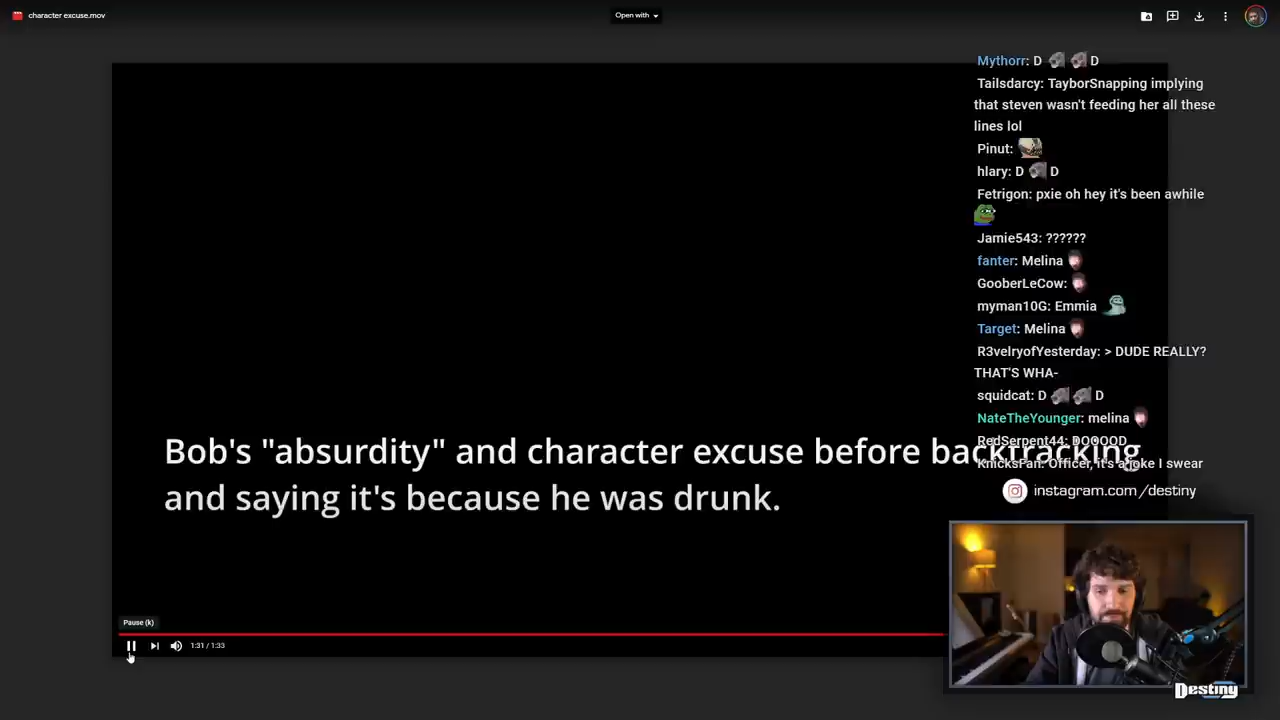 character excuse.mov
Open with
Mythorr: D D
Tailsdarcy: TayborSnapping implying
that steven wasn't feeding her all these
lines lol
Pinut:
hlary: D D
Fetrigon: pxie oh hey it's been awhile
Jamie543: ??????
fanter: Melina
GooberLeCow:
myman10G: Emmia
Target: Melina
R3velryofYesterday: > DUDE REALLY?
THAT'S WHA-
squidcat: D D
NateTheYounger: melina
RedSerpent44: DOOOOD
KnicksFan: Officer, it's a joke I swear
Bob's "absurdity" and character excuse before backtracking
and saying it's because he was drunk.
instagram.com/destiny
Pause (k)
1:31 / 1:33
Destiny